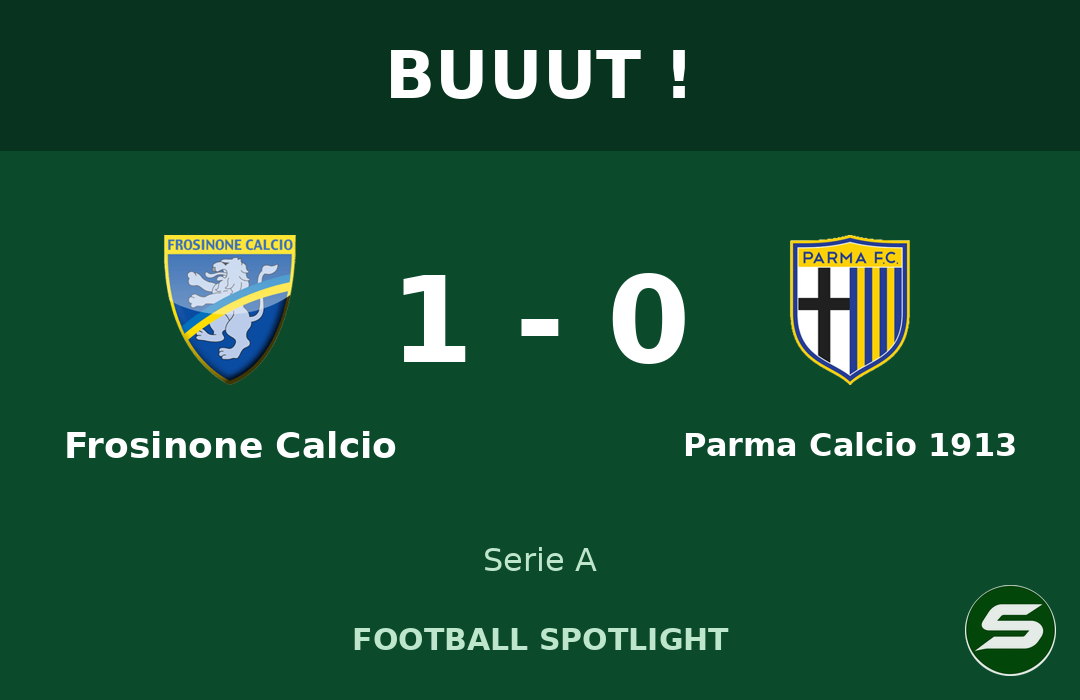 BUUUT !
FROSINONE CALCIO
PARMA F.C.
1 - 0
Frosinone Calcio
Parma Calcio 1913
Serie A
FOOTBALL SPOTLIGHT
S